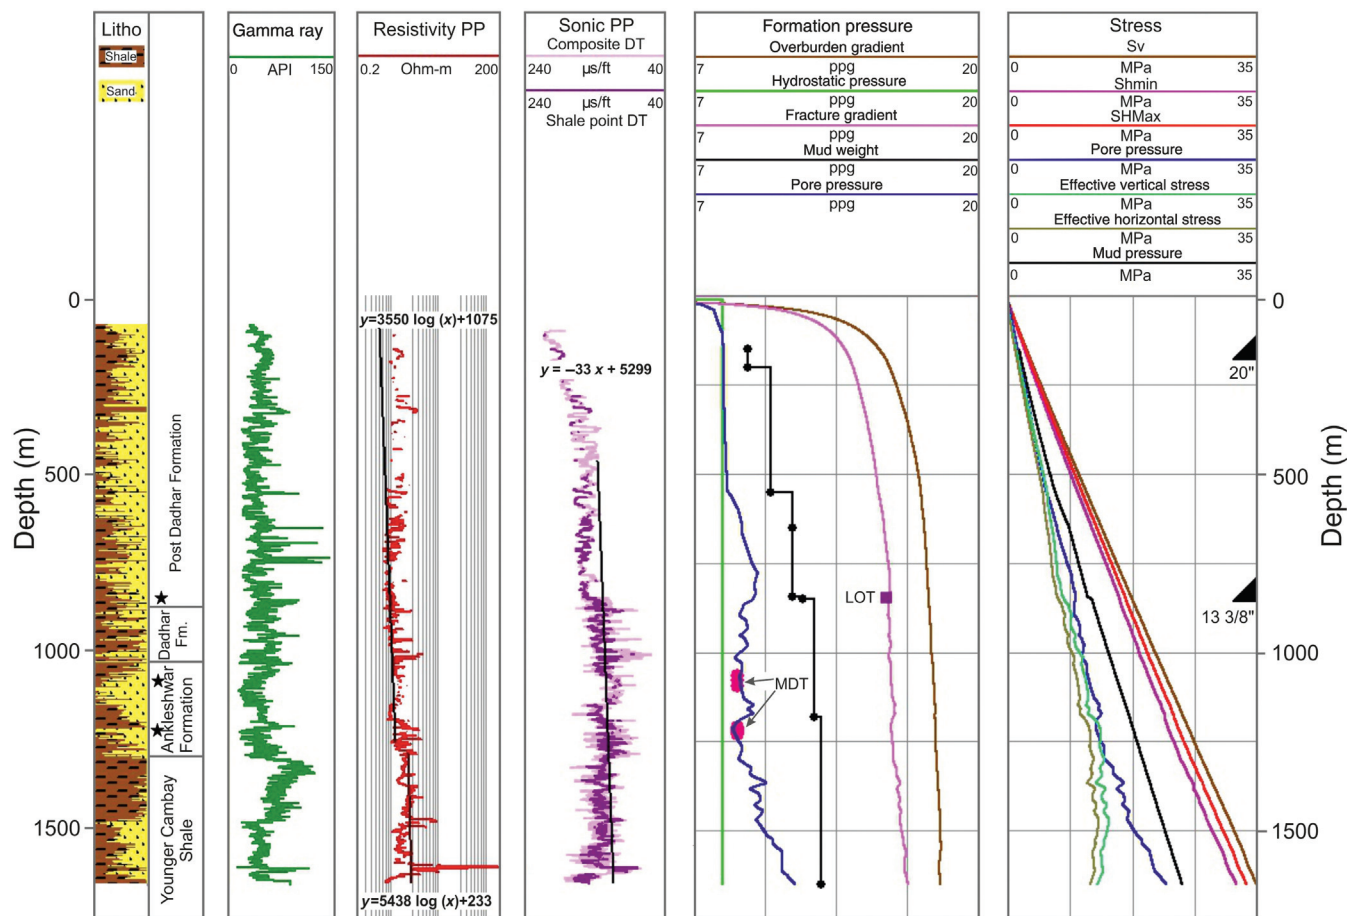 Litho
Shale
Sand
Gamma ray
0 API 150
Resistivity PP
0.2 Ohm-m 200
Sonic PP
Composite DT
240 µs/ft 40
240 µs/ft 40
Shale point DT
Formation pressure
Overburden gradient
7 ppg 20
Hydrostatic pressure
7 ppg 20
Fracture gradient
7 ppg 20
Mud weight
7 ppg 20
Pore pressure
7 ppg 20
Stress
Sv
0 MPa 35
Shmin
0 MPa 35
SHMax
0 MPa 35
Pore pressure
0 MPa 35
Effective vertical stress
0 MPa 35
Effective horizontal stress
0 MPa 35
Mud pressure
0 MPa 35
Depth (m)
0
500
1000
1500
Post Dadhar Formation
Dadhar
Fm.
Ankleshwar
Formation
Younger Cambay
Shale
y=3550 log (x)+1075
y=5438 log (x)+233
y = –33 x + 5299
LOT
MDT
20"
13 3/8"
0
500
1000
1500
Depth (m)